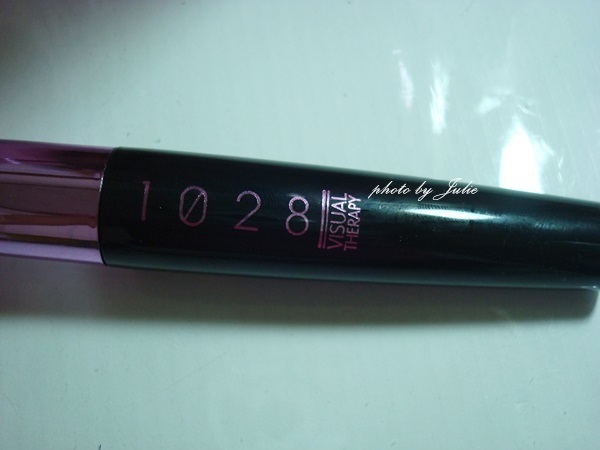 1028
VISUAL
THERAPY
photo by Julie